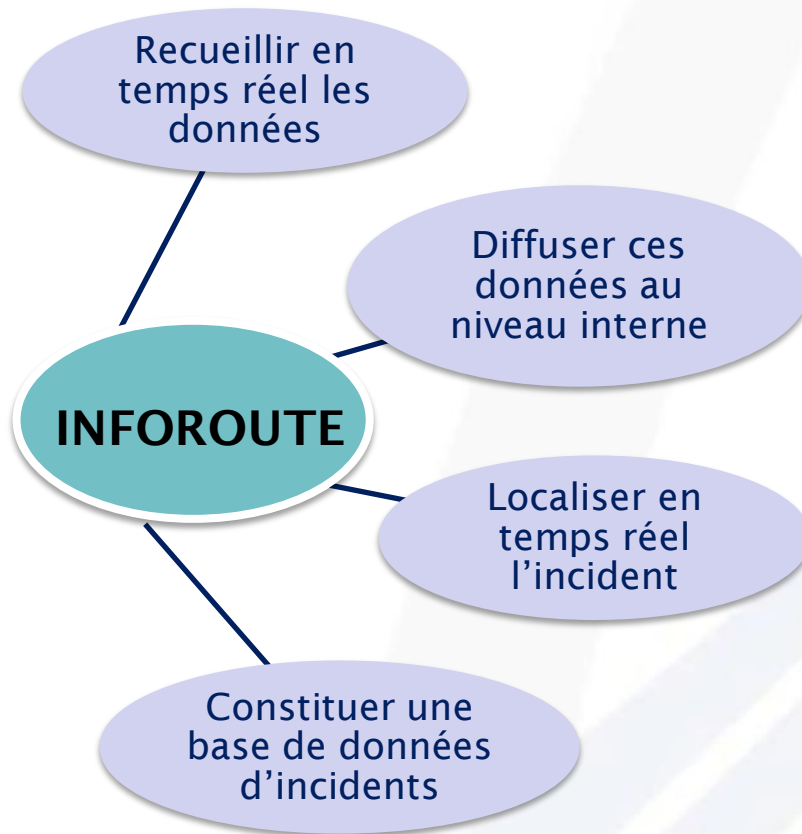 Recueillir en
temps réel les
données
Diffuser ces
données au
niveau interne
INFOROUTE
Localiser en
temps réel
l’incident
Constituer une
base de données
d’incidents